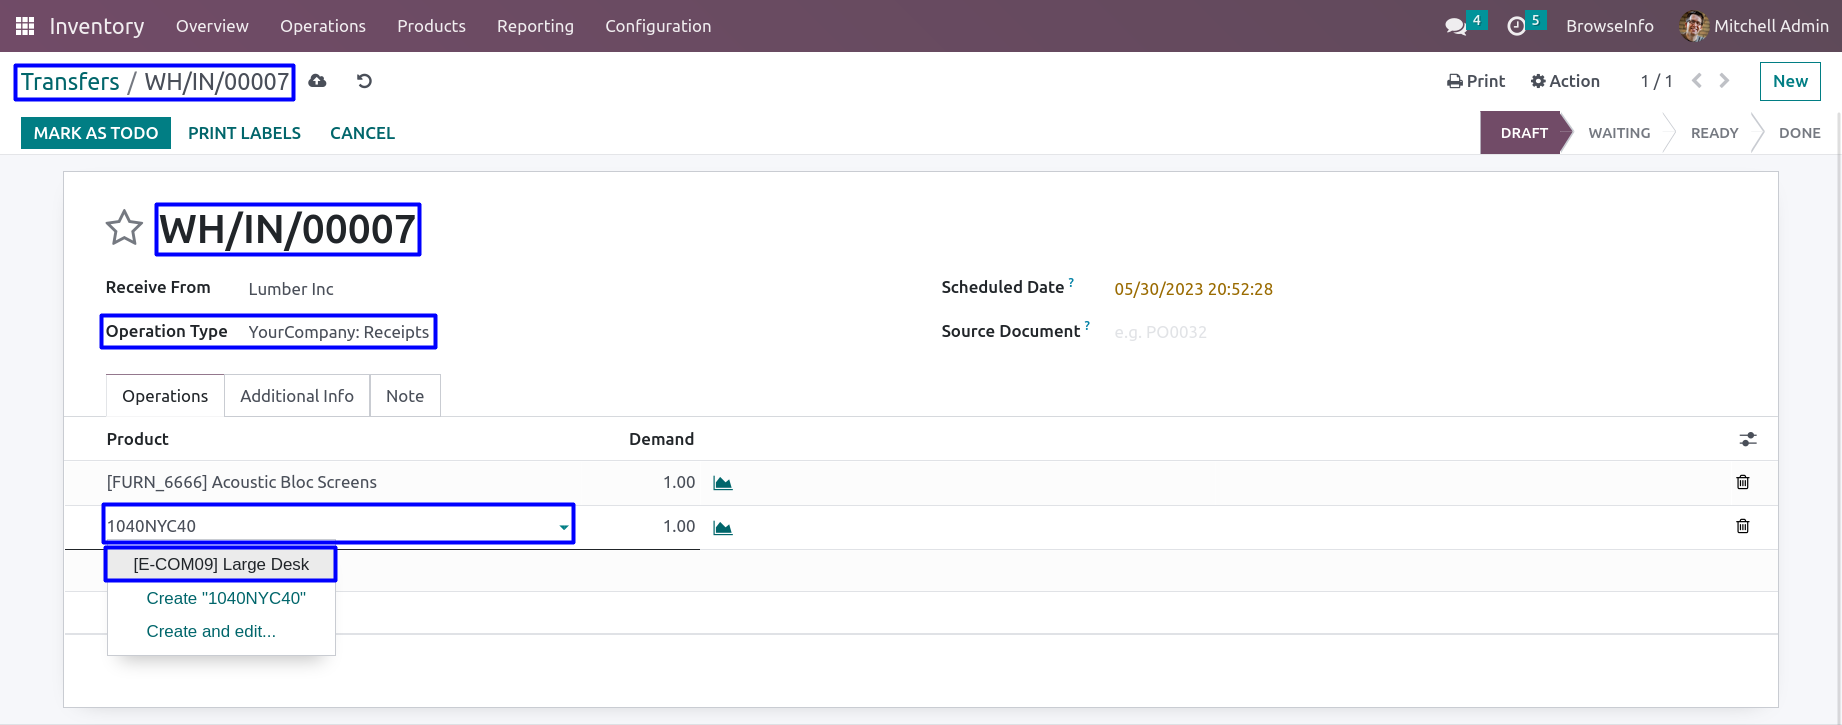 Inventory Overview Operations Products Reporting Configuration 4 5 BrowseInfo Mitchell Admin
Transfers / WH/IN/00007 Print Action 1 / 1 New
MARK AS TODO PRINT LABELS CANCEL DRAFT WAITING READY DONE
WH/IN/00007
Receive From Lumber Inc Scheduled Date ? 05/30/2023 20:52:28
Operation Type YourCompany: Receipts Source Document ? e.g. PO0032
Operations Additional Info Note
Product Demand
[FURN_6666] Acoustic Bloc Screens 1.00
1040NYC40 1.00
[E-COM09] Large Desk
Create "1040NYC40"
Create and edit...